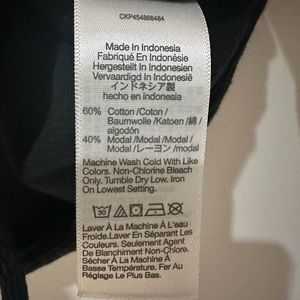 CKP454866484
Made In Indonesia
Fabriqué En Indonésie
Hergestellt In Indonesien
Vervaardigd In Indonesië
インドネシア製
hecho en indonesia
60% Cotton /Coton /
Baumwolle /Katoen /綿 /
algodón
40% Modal /Modal /Modal /
Modal /レーヨン /modal
Machine Wash Cold With Like
Colors. Non-Chlorine Bleach
Only. Tumble Dry Low. Iron
On Lowest Setting.
30
Laver À La Machine À L'eau
Froide.Laver En Séparant Les
Couleurs. Seulement Agent
De Blanchiment Non-Chlore.
Sécher À La Machine À
Basse Température. Fer Au
Réglage Le Plus Bas.